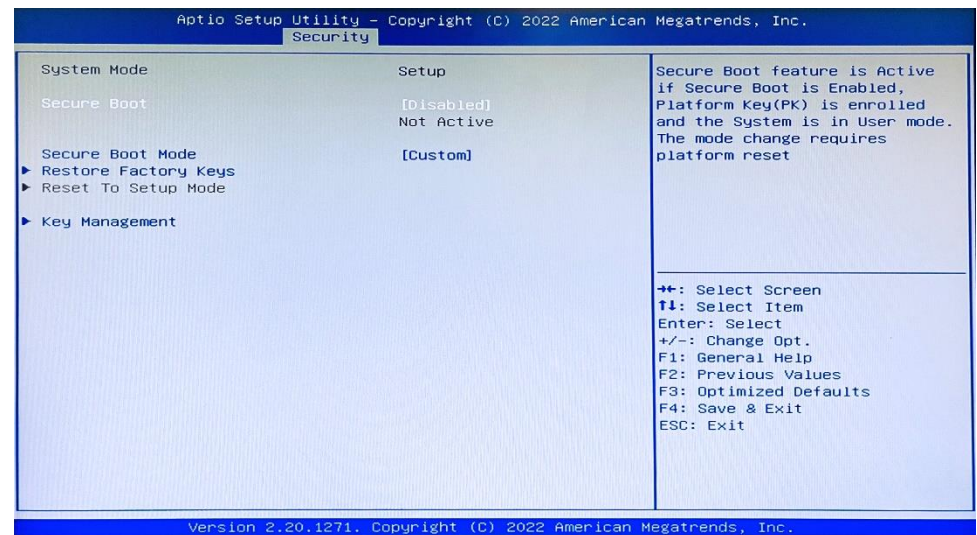 Aptio Setup Utility – Copyright (C) 2022 American Megatrends, Inc.
Security
System Mode Setup
Secure Boot [Disabled]
Not Active
Secure Boot Mode [Custom]
► Restore Factory Keys
► Reset To Setup Mode
► Key Management
Secure Boot feature is Active
if Secure Boot is Enabled,
Platform Key(PK) is enrolled
and the System is in User mode.
The mode change requires
platform reset
→←: Select Screen
↑↓: Select Item
Enter: Select
+/-: Change Opt.
F1: General Help
F2: Previous Values
F3: Optimized Defaults
F4: Save & Exit
ESC: Exit
Version 2.20.1271. Copyright (C) 2022 American Megatrends, Inc.